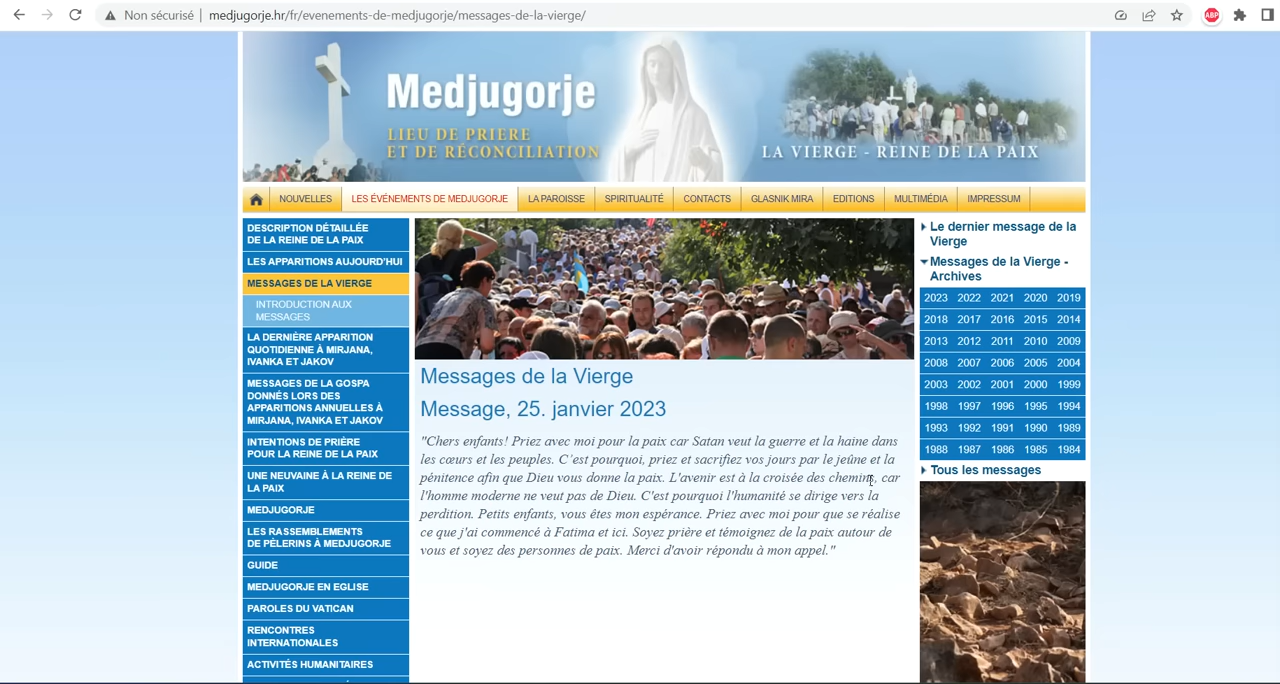 Non sécurisé | medjugorje.hr/fr/evenements-de-medjugorje/messages-de-la-vierge/
ABP
Medjugorje
LIEU DE PRIERE
ET DE RÉCONCILIATION
LA VIERGE - REINE DE LA PAIX
NOUVELLES LES ÉVÉNEMENTS DE MEDJUGORJE LA PAROISSE SPIRITUALITÉ CONTACTS GLASNIK MIRA EDITIONS MULTIMÉDIA IMPRESSUM
DESCRIPTION DÉTAILLÉE
DE LA REINE DE LA PAIX
LES APPARITIONS AUJOURD'HUI
MESSAGES DE LA VIERGE
INTRODUCTION AUX
MESSAGES
LA DERNIÈRE APPARITION
QUOTIDIENNE À MIRJANA,
IVANKA ET JAKOV
MESSAGES DE LA GOSPA
DONNÉS LORS DES
APPARITIONS ANNUELLES À
MIRJANA, IVANKA ET JAKOV
INTENTIONS DE PRIÈRE
POUR LA REINE DE LA PAIX
UNE NEUVAINE À LA REINE DE
LA PAIX
MEDJUGORJE
LES RASSEMBLEMENTS
DE PÉLERINS À MEDJUGORJE
GUIDE
MEDJUGORJE EN EGLISE
PAROLES DU VATICAN
RENCONTRES
INTERNATIONALES
ACTIVITÉS HUMANITAIRES
Messages de la Vierge
Message, 25. janvier 2023
"Chers enfants! Priez avec moi pour la paix car Satan veut la guerre et la haine dans
les cœurs et les peuples. C'est pourquoi, priez et sacrifiez vos jours par le jeûne et la
pénitence afin que Dieu vous donne la paix. L'avenir est à la croisée des chemins, car
l'homme moderne ne veut pas de Dieu. C'est pourquoi l'humanité se dirige vers la
perdition. Petits enfants, vous êtes mon espérance. Priez avec moi pour que se réalise
ce que j'ai commencé à Fatima et ici. Soyez prière et témoignez de la paix autour de
vous et soyez des personnes de paix. Merci d'avoir répondu à mon appel."
Le dernier message de la
Vierge
Messages de la Vierge -
Archives
2023 2022 2021 2020 2019
2018 2017 2016 2015 2014
2013 2012 2011 2010 2009
2008 2007 2006 2005 2004
2003 2002 2001 2000 1999
1998 1997 1996 1995 1994
1993 1992 1991 1990 1989
1988 1987 1986 1985 1984
Tous les messages